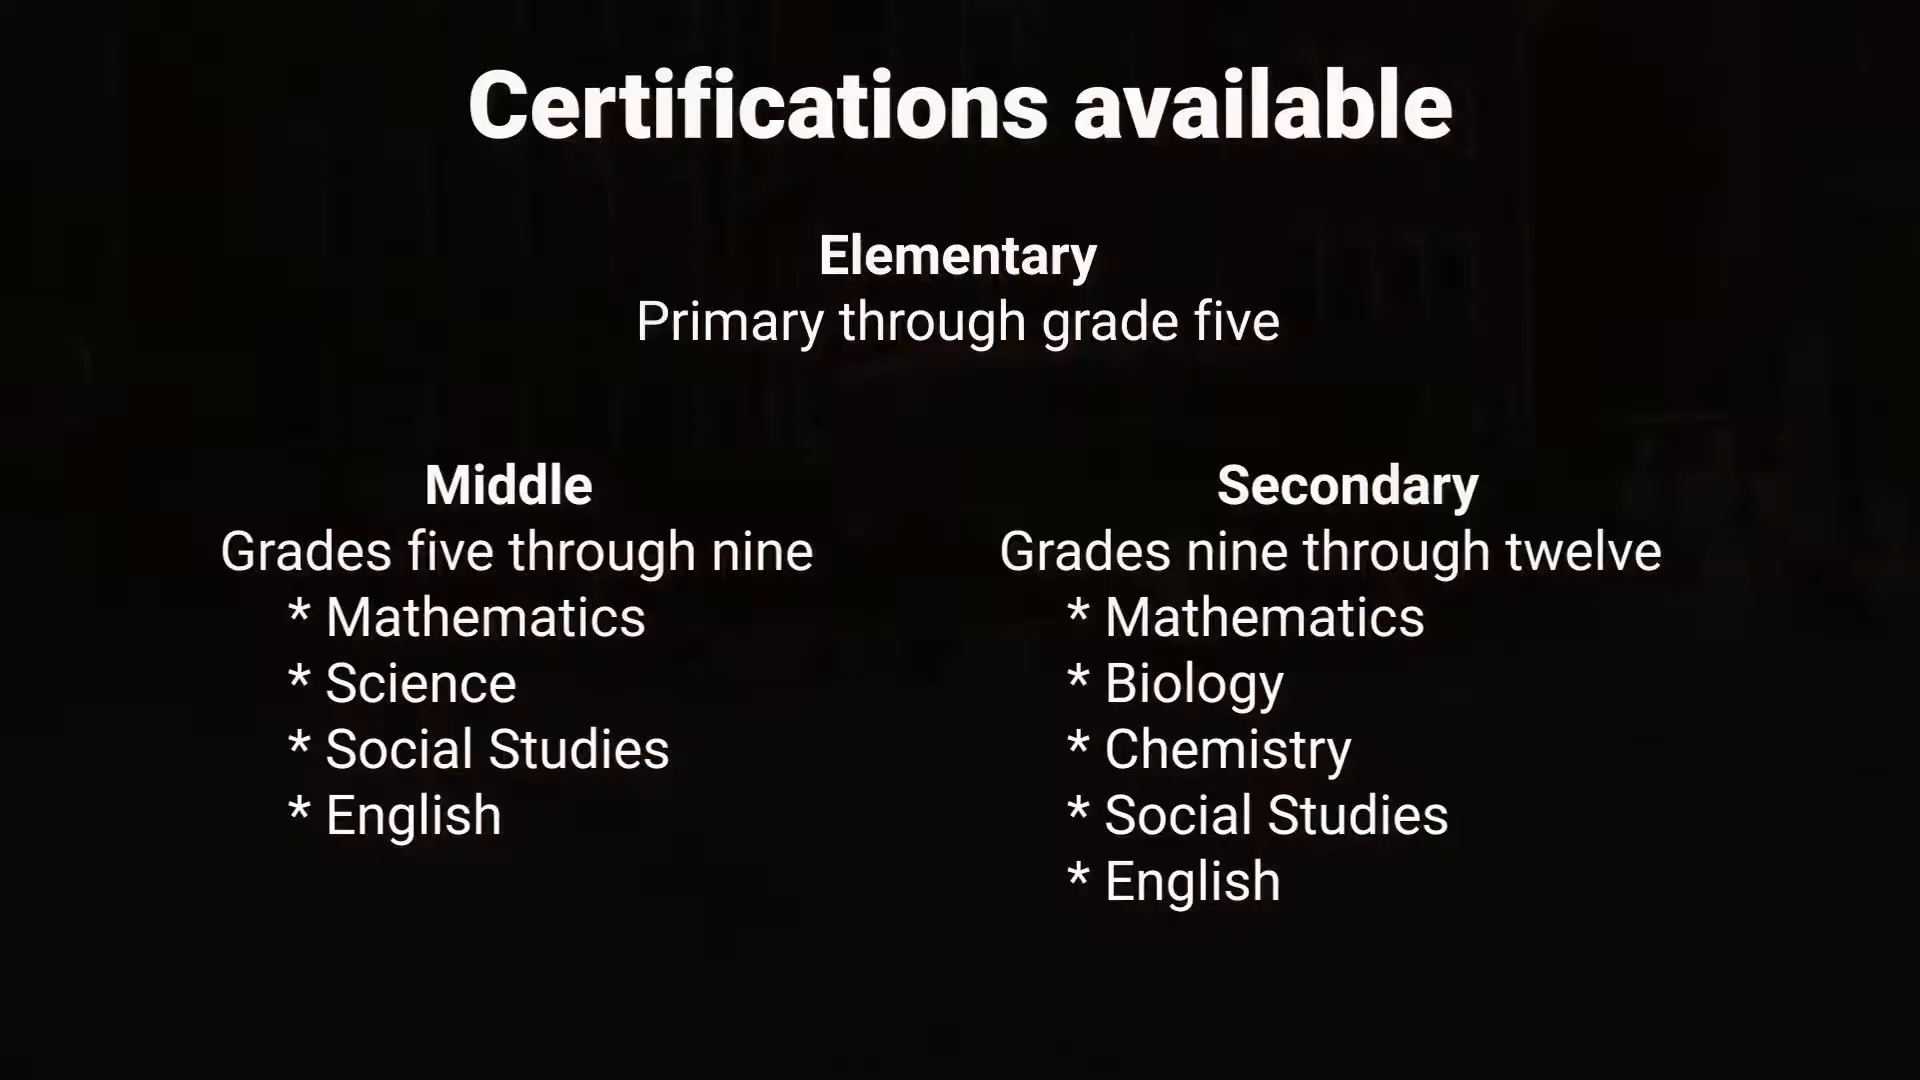 Certifications available
Elementary
Primary through grade five
Middle
Grades five through nine
* Mathematics
* Science
* Social Studies
* English
Secondary
Grades nine through twelve
* Mathematics
* Biology
* Chemistry
* Social Studies
* English